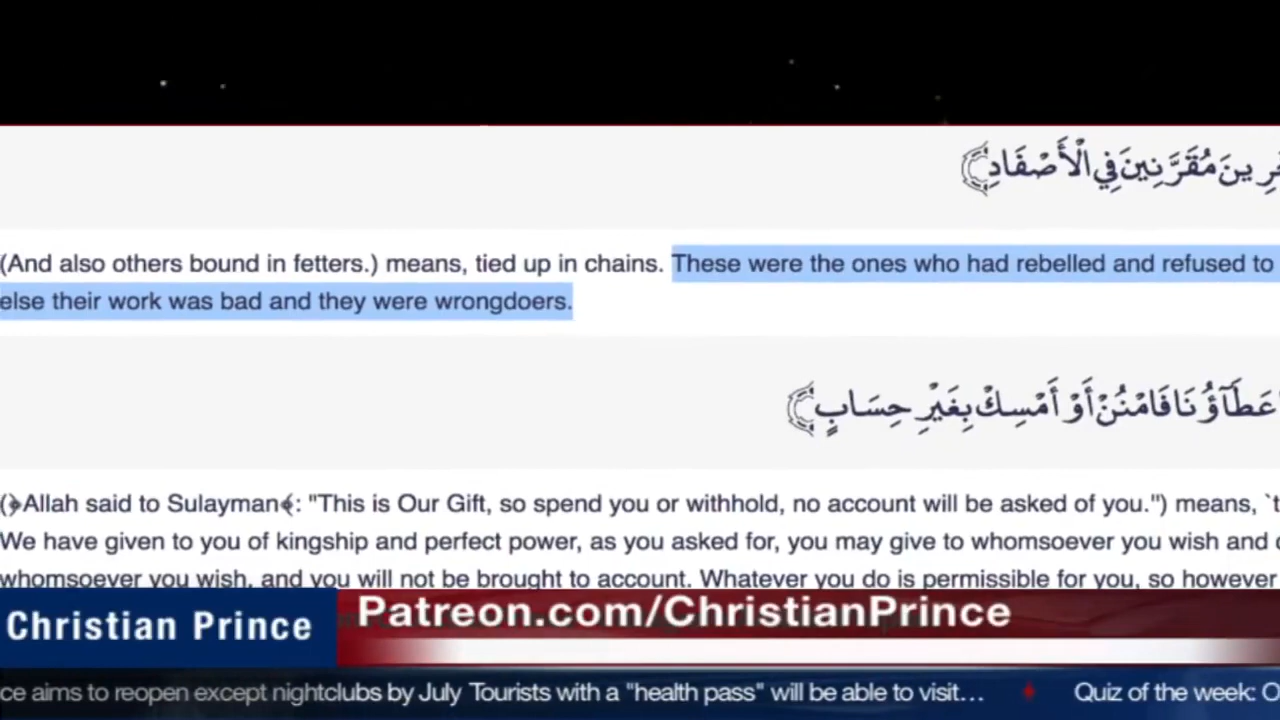 ينَ مُقَرَّنِينَ فِي الْأَصْفَادِ
(And also others bound in fetters.) means, tied up in chains. These were the ones who had rebelled and refused to
else their work was bad and they were wrongdoers.
عَطَآؤُنَا فَامْنُنْ أَوْ أَمْسِكْ بِغَيْرِ حِسَابٍ
(﴿Allah said to Sulayman﴾: "This is Our Gift, so spend you or withhold, no account will be asked of you.") means, `t
We have given to you of kingship and perfect power, as you asked for, you may give to whomsoever you wish and
whomsoever you wish, and you will not be brought to account. Whatever you do is permissible for you, so however
Christian Prince
Patreon.com/ChristianPrince
ce aims to reopen except nightclubs by July Tourists with a "health pass" will be able to visit… Quiz of the week: O